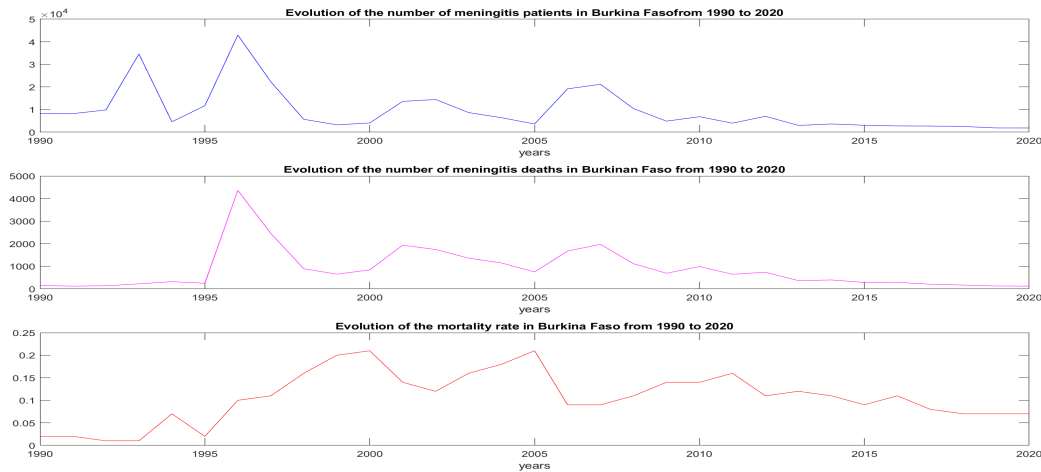 Evolution of the number of meningitis patients in Burkina Fasofrom 1990 to 2020
×10⁴
5
4
3
2
1
0
1990 1995 2000 2005 2010 2015 2020
years
Evolution of the number of meningitis deaths in Burkinan Faso from 1990 to 2020
5000
4000
3000
2000
1000
0
1990 1995 2000 2005 2010 2015 2020
years
Evolution of the mortality rate in Burkina Faso from 1990 to 2020
0.25
0.2
0.15
0.1
0.05
0
1990 1995 2000 2005 2010 2015 2020
years